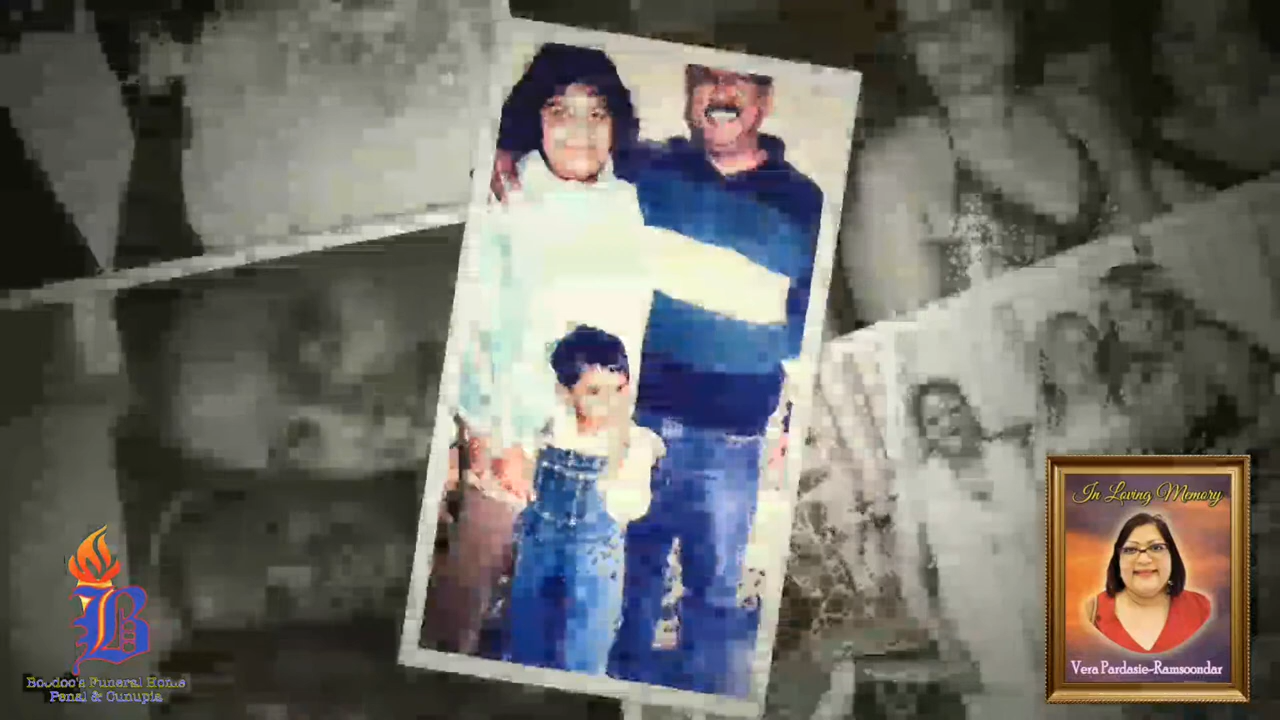 In Loving Memory
Vera Pardasie-Ramsoondar
Boodoo's Funeral Home
Penal & Cunupia